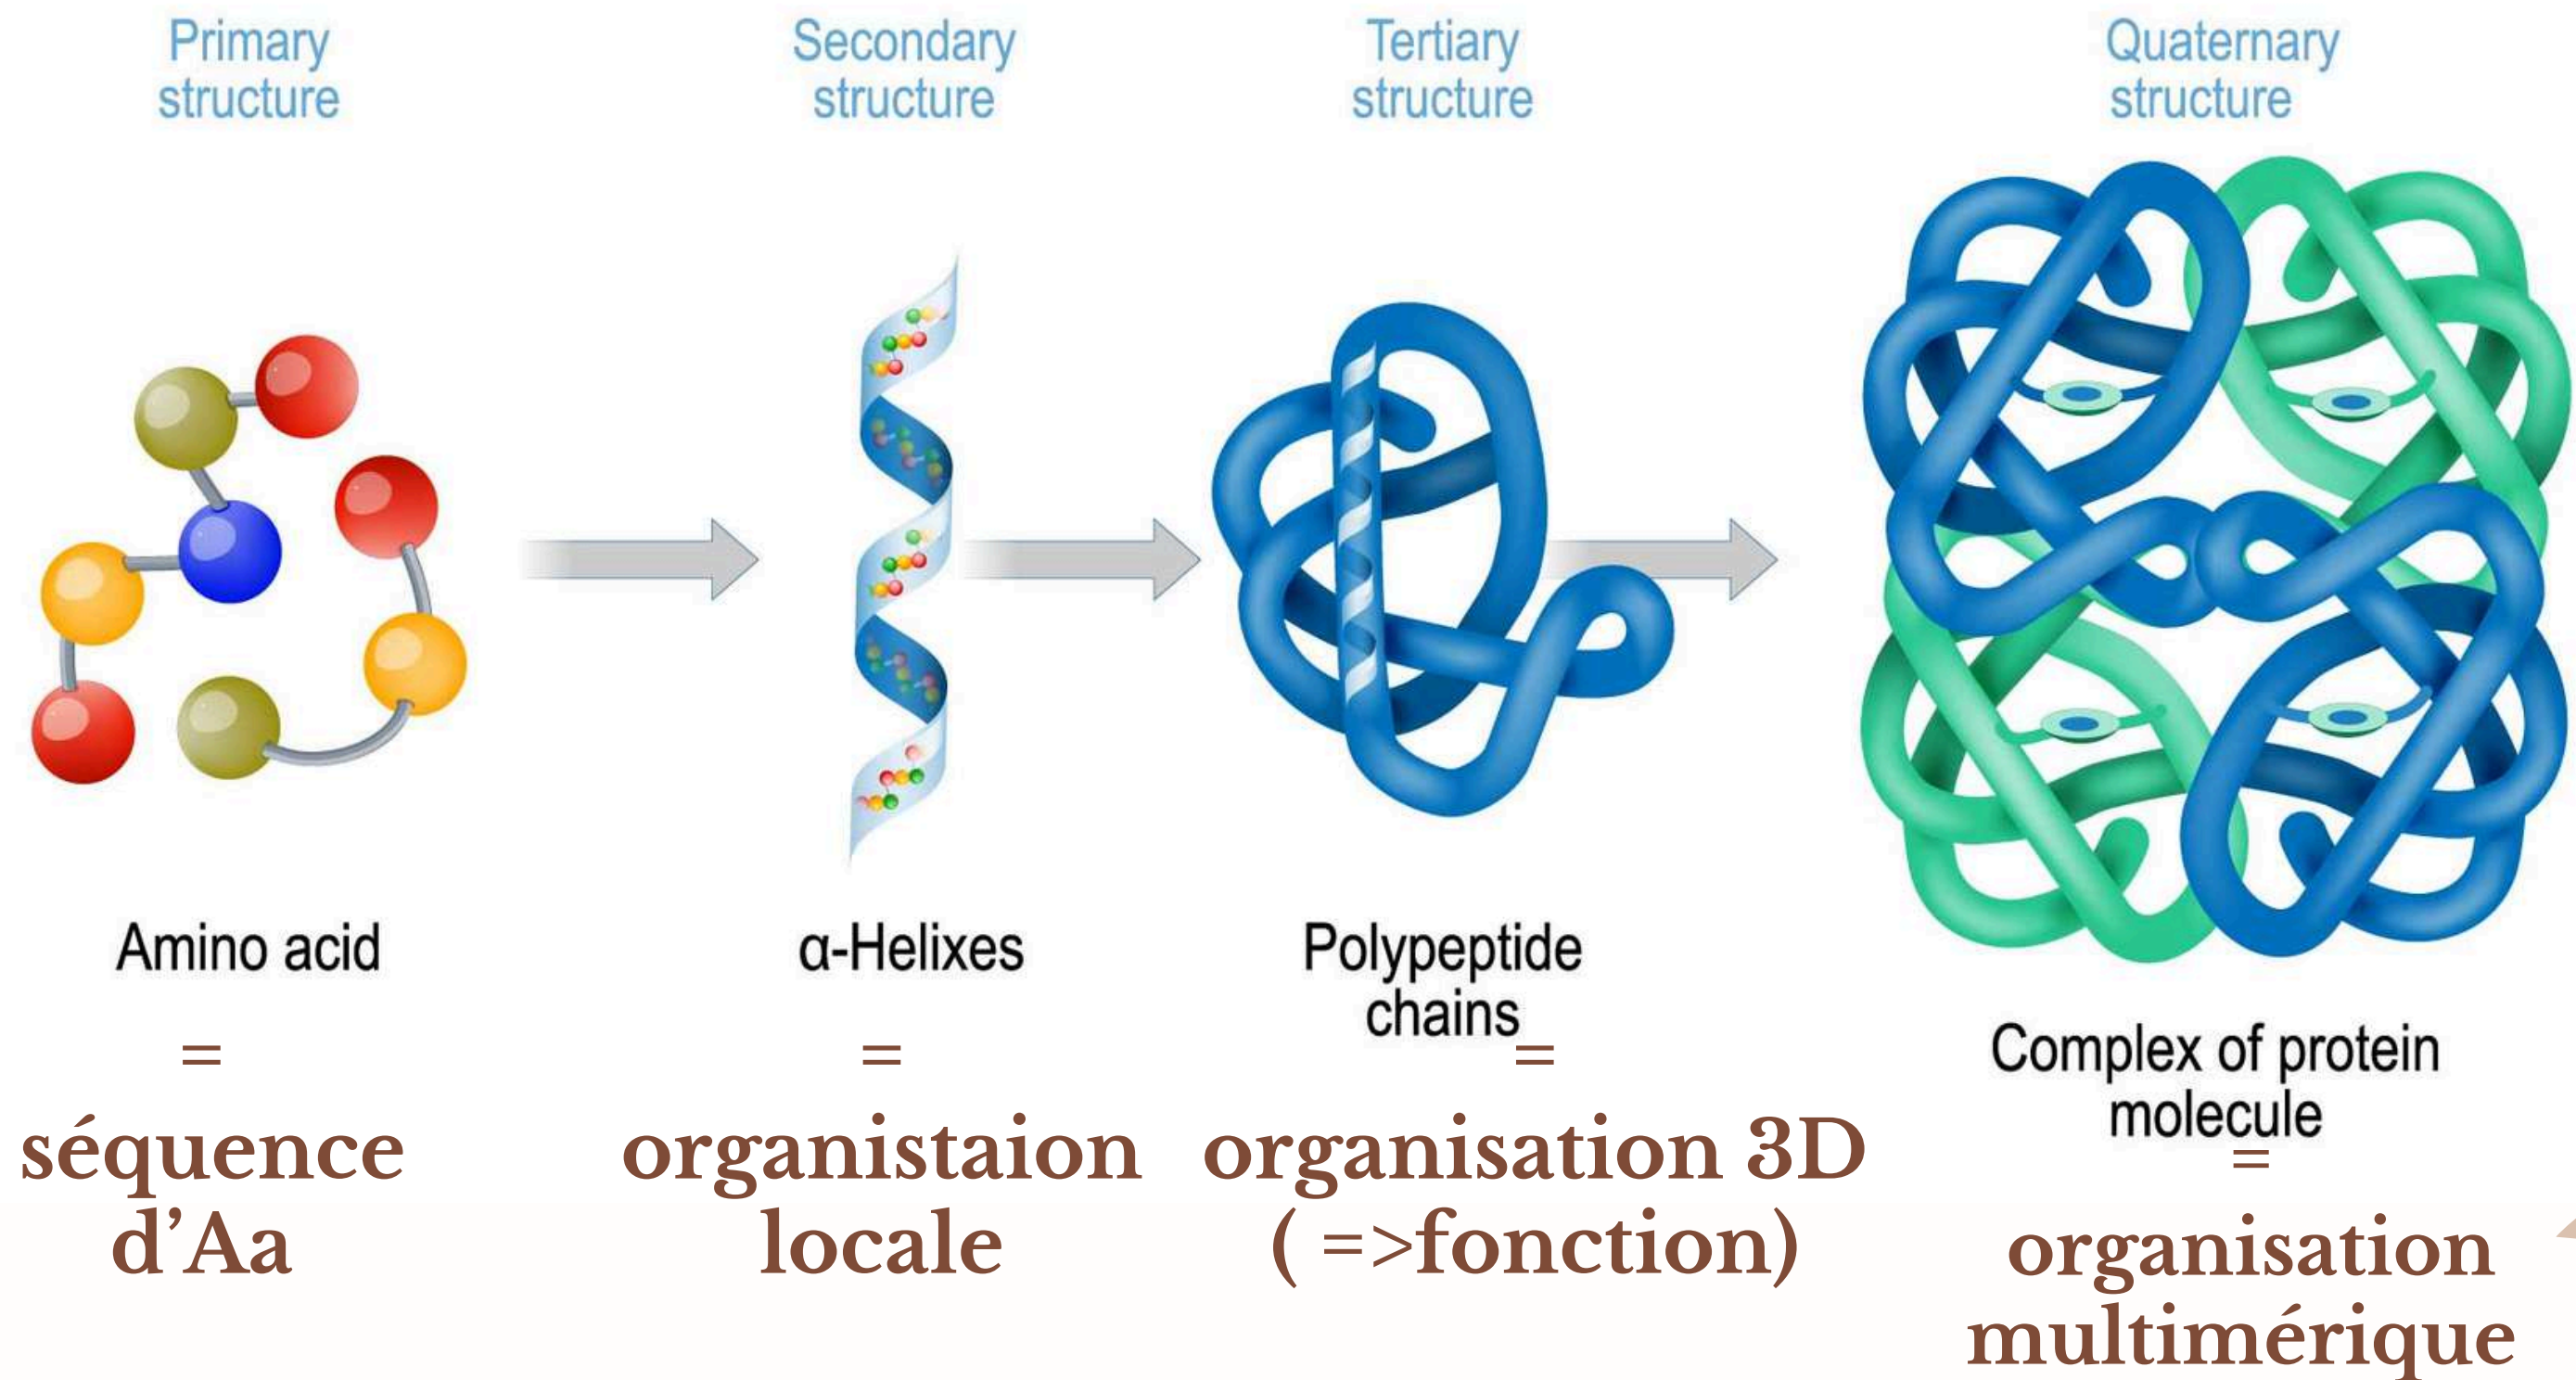 Primary
structure
Secondary
structure
Tertiary
structure
Quaternary
structure
Amino acid
=
séquence
d’Aa
α-Helixes
=
organistaion
locale
Polypeptide
chains
=
organisation 3D
( =>fonction)
Complex of protein
molecule
=
organisation
multimérique